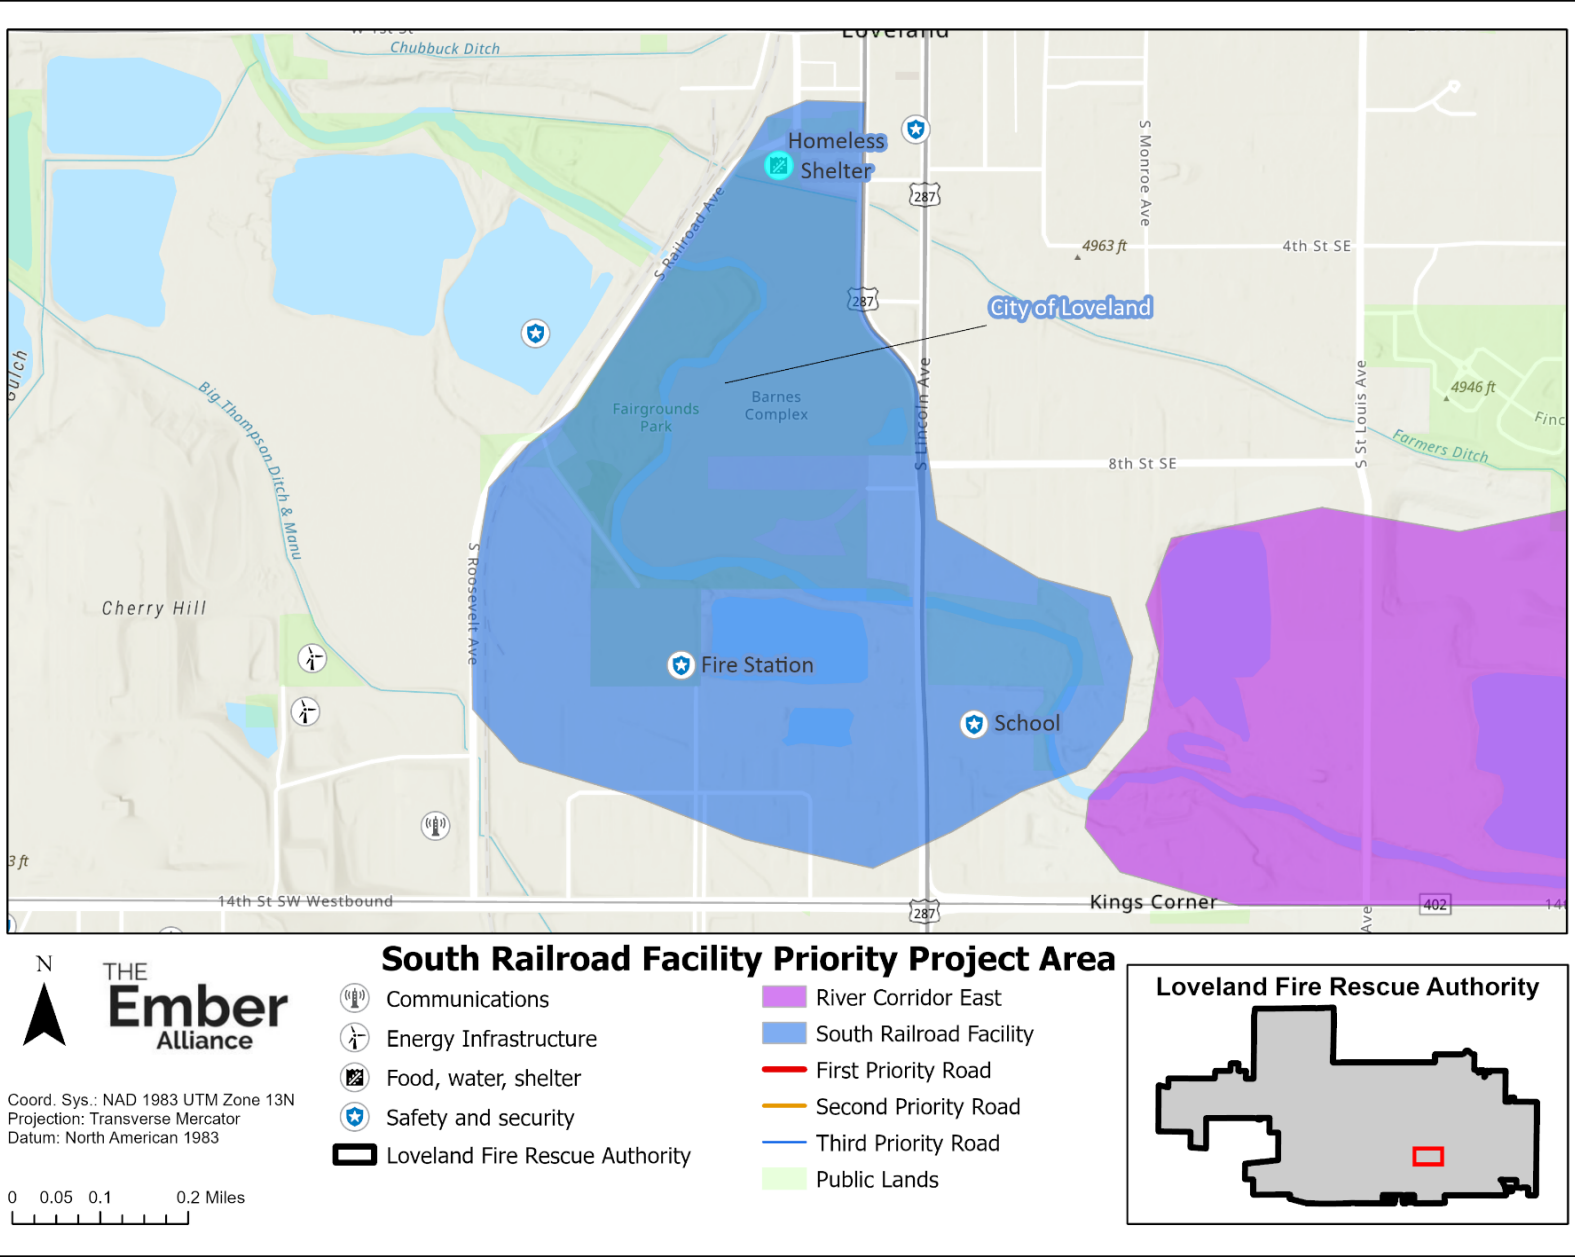 W 1st St
Loveland
Chubbuck Ditch
Homeless
Shelter
S Monroe Ave
287
S Railroad Ave
4963 ft
4th St SE
287
City of Loveland
Gulch
S Lincoln Ave
S St Louis Ave
4946 ft
Big Thompson Ditch & Manu
Barnes
Complex
Fairgrounds
Park
Finc
Farmers Ditch
8th St SE
S Roosevelt Ave
Cherry Hill
Fire Station
School
3 ft
14th St SW Westbound
287
Kings Corner
402
14t
Ave
South Railroad Facility Priority Project Area
N
THE
Ember
Alliance
Coord. Sys.: NAD 1983 UTM Zone 13N
Projection: Transverse Mercator
Datum: North American 1983
0 0.05 0.1 0.2 Miles
Communications
Energy Infrastructure
Food, water, shelter
Safety and security
Loveland Fire Rescue Authority
River Corridor East
South Railroad Facility
First Priority Road
Second Priority Road
Third Priority Road
Public Lands
Loveland Fire Rescue Authority